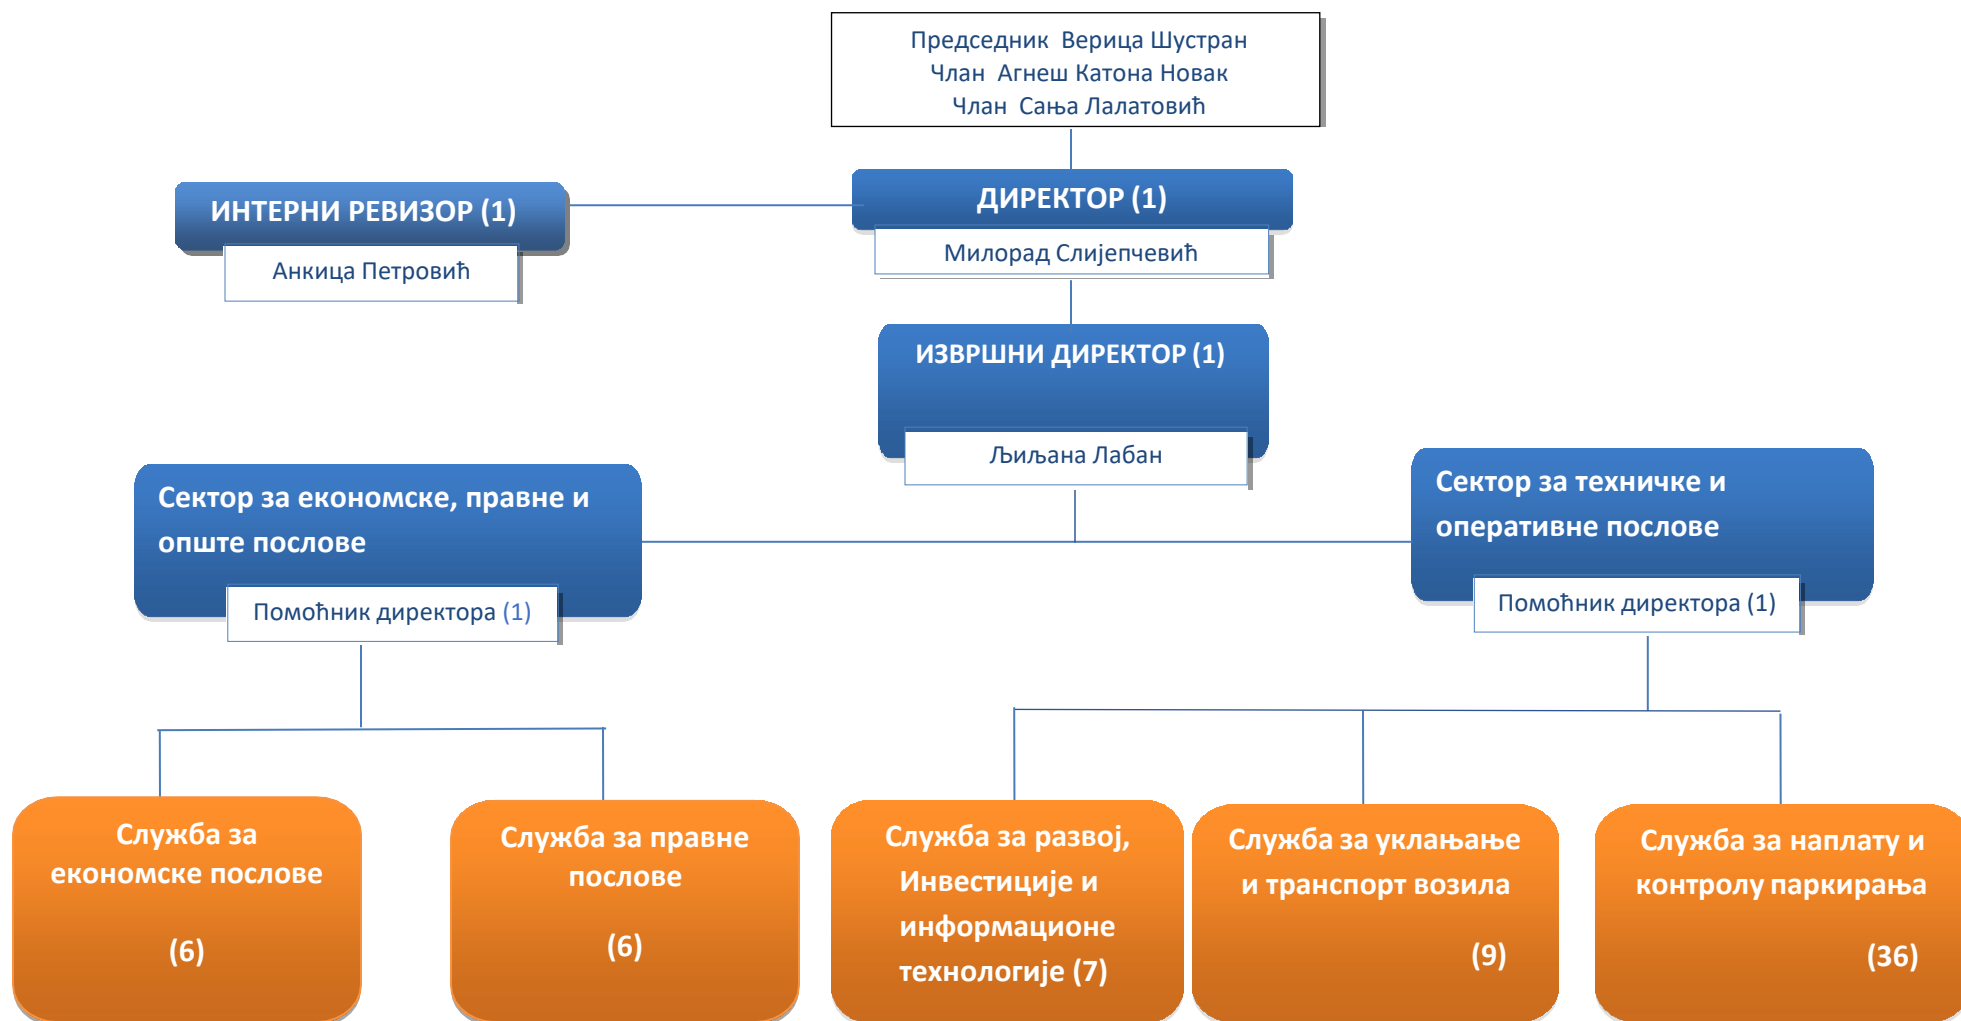 Председник  Верица Шустран
Члан  Агнеш Катона Новак
Члан  Сања Лалатовић
ИНТЕРНИ РЕВИЗОР (1)
Анкица Петровић
ДИРЕКТОР (1)
Милорад Слијепчевић
ИЗВРШНИ ДИРЕКТОР (1)
Љиљана Лабан
Сектор за економске, правне и
опште послове
Помоћник директора (1)
Сектор за техничке и
оперативне послове
Помоћник директора (1)
Служба за
економске послове
(6)
Служба за правне
послове
(6)
Служба за развој,
Инвестиције и
информационе
технологије (7)
Служба за уклањање
и транспорт возила
(9)
Служба за наплату и
контролу паркирања
(36)